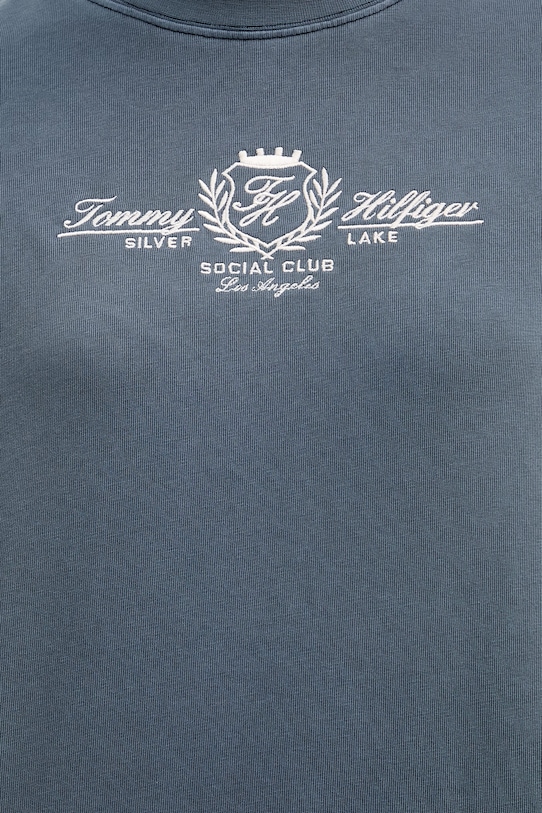 Tommy TH Hilfiger
SILVER LAKE
SOCIAL CLUB
Los Angeles